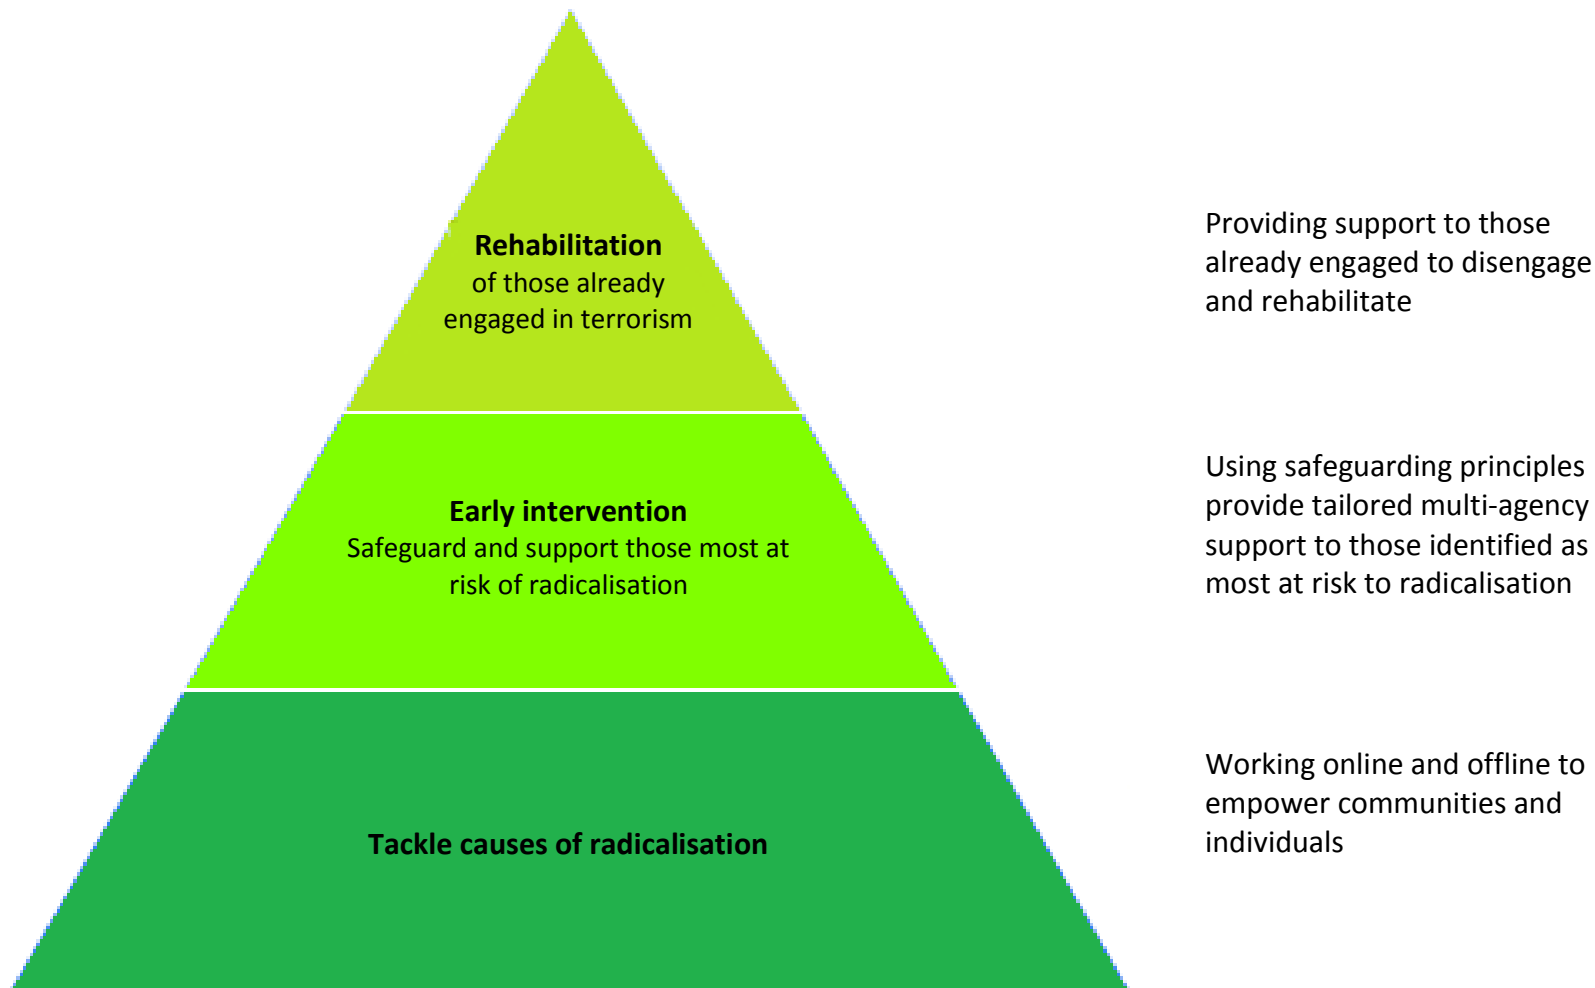 Rehabilitation
of those already
engaged in terrorism
Providing support to those
already engaged to disengage
and rehabilitate
Early intervention
Safeguard and support those most at
risk of radicalisation
Using safeguarding principles
provide tailored multi-agency
support to those identified as
most at risk to radicalisation
Tackle causes of radicalisation
Working online and offline to
empower communities and
individuals